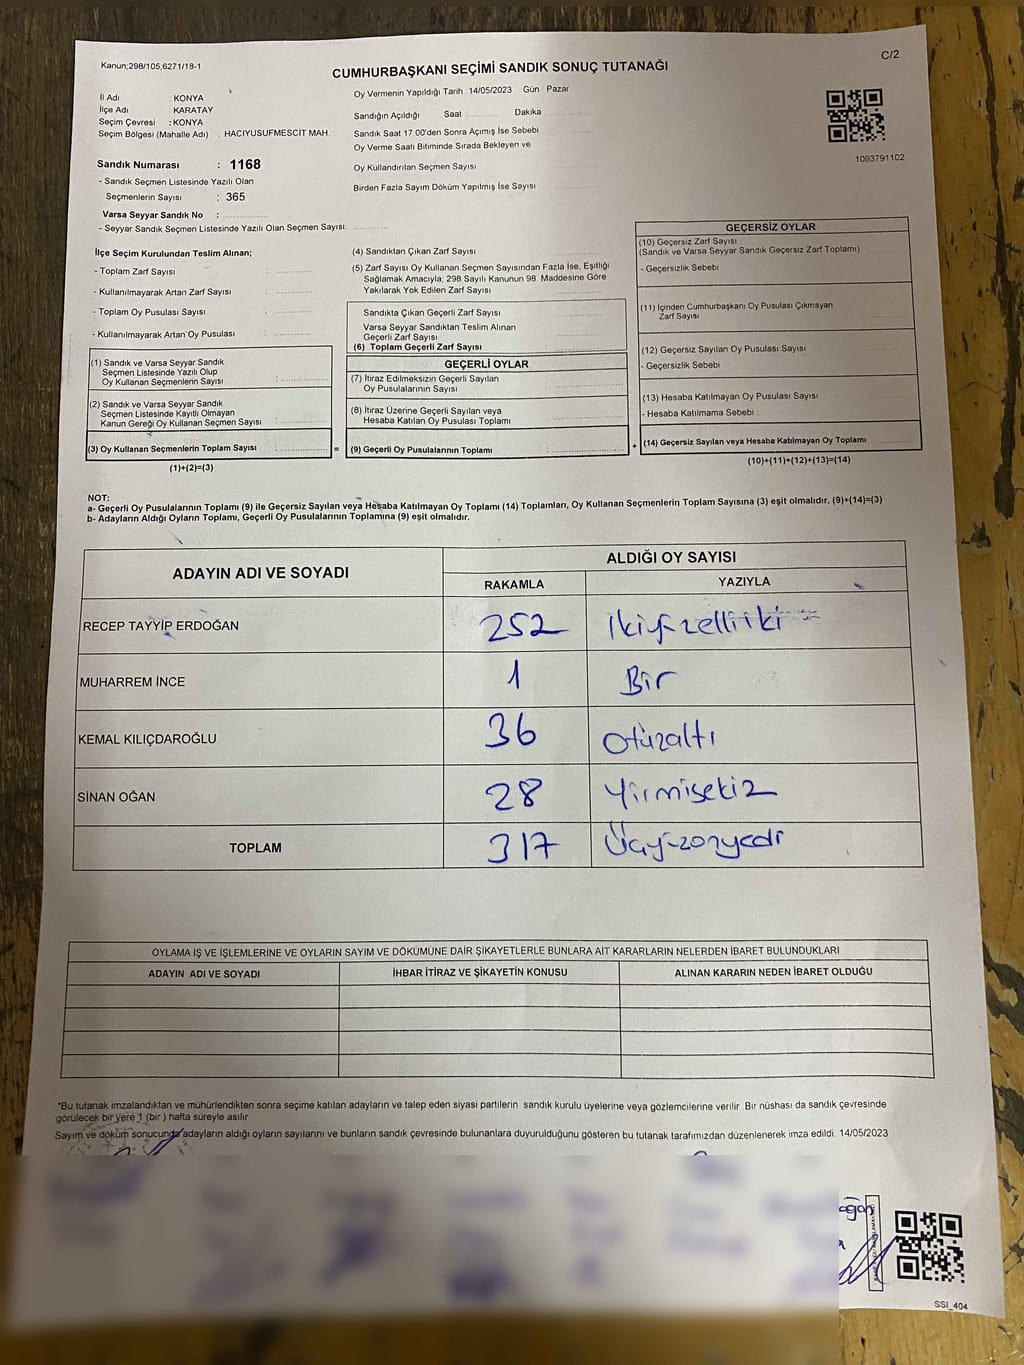 Kanun;298/105;6271/18-1
C/2
CUMHURBAŞKANI SEÇİMİ SANDIK SONUÇ TUTANAĞI
İl Adı : KONYA
İlçe Adı : KARATAY
Seçim Çevresi : KONYA
Seçim Bölgesi (Mahalle Adı) : HACIYUSUFMESCİT MAH.
Sandık Numarası : 1168
- Sandık Seçmen Listesinde Yazılı Olan
Seçmenlerin Sayısı : 365
Varsa Seyyar Sandık No :
- Seyyar Sandık Seçmen Listesinde Yazılı Olan Seçmen Sayısı:
Oy Vermenin Yapıldığı Tarih : 14/05/2023 Gün Pazar
Sandığın Açıldığı Saat : Dakika
Sandık Saat 17.00'den Sonra Açımış İse Sebebi
Oy Verme Saati Bitiminde Sırada Bekleyen ve
Oy Kullandırılan Seçmen Sayısı
Birden Fazla Sayım Döküm Yapılmış İse Sayısı
1093791102
İlçe Seçim Kurulundan Teslim Alınan;
- Toplam Zarf Sayısı :
- Kullanılmayarak Artan Zarf Sayısı :
- Toplam Oy Pusulası Sayısı :
- Kullanılmayarak Artan Oy Pusulası :
(1) Sandık ve Varsa Seyyar Sandık
Seçmen Listesinde Yazılı Olup
Oy Kullanan Seçmenlerin Sayısı :
(2) Sandık ve Varsa Seyyar Sandık
Seçmen Listesinde Kayıtlı Olmayan
Kanun Gereği Oy Kullanan Seçmen Sayısı :
(3) Oy Kullanan Seçmenlerin Toplam Sayısı : =
(1)+(2)=(3)
(4) Sandıktan Çıkan Zarf Sayısı
(5) Zarf Sayısı Oy Kullanan Seçmen Sayısından Fazla İse, Eşitliği
Sağlamak Amacıyla; 298 Sayılı Kanunun 98. Maddesine Göre
Yakılarak Yok Edilen Zarf Sayısı
Sandıkta Çıkan Geçerli Zarf Sayısı
Varsa Seyyar Sandıktan Teslim Alınan
Geçerli Zarf Sayısı
(6) Toplam Geçerli Zarf Sayısı
GEÇERLİ OYLAR
(7) İtiraz Edilmeksizin Geçerli Sayılan
Oy Pusulalarının Sayısı
(8) İtiraz Üzerine Geçerli Sayılan veya
Hesaba Katılan Oy Pusulası Toplamı
(9) Geçerli Oy Pusulalarının Toplamı : +
GEÇERSİZ OYLAR
(10) Geçersiz Zarf Sayısı
(Sandık ve Varsa Seyyar Sandık Geçersiz Zarf Toplamı)
- Geçersizlik Sebebi
(11) İçinden Cumhurbaşkanı Oy Pusulası Çıkmayan
Zarf Sayısı
(12) Geçersiz Sayılan Oy Pusulası Sayısı
- Geçersizlik Sebebi
(13) Hesaba Katılmayan Oy Pusulası Sayısı
- Hesaba Katılmama Sebebi :
(14) Geçersiz Sayılan veya Hesaba Katılmayan Oy Toplamı
(10)+(11)+(12)+(13)=(14)
NOT:
a- Geçerli Oy Pusulalarının Toplamı (9) ile Geçersiz Sayılan veya Hesaba Katılmayan Oy Toplamı (14) Toplamları, Oy Kullanan Seçmenlerin Toplam Sayısına (3) eşit olmalıdır. (9)+(14)=(3)
b- Adayların Aldığı Oyların Toplamı, Geçerli Oy Pusulalarının Toplamına (9) eşit olmalıdır.
ADAYIN ADI VE SOYADI
ALDIĞI OY SAYISI
RAKAMLA YAZIYLA
RECEP TAYYİP ERDOĞAN 252 ikiyüzelliiki
MUHARREM İNCE 1 Bir
KEMAL KILIÇDAROĞLU 36 otüzaltı
SİNAN OĞAN 28 Yirmisekiz
TOPLAM 317 Üçyüzonyedi
OYLAMA İŞ VE İŞLEMLERİNE VE OYLARIN SAYIM VE DÖKÜMÜNE DAİR ŞİKAYETLERLE BUNLARA AİT KARARLARIN NELERDEN İBARET BULUNDUKLARI
ADAYIN ADI VE SOYADI İHBAR İTİRAZ VE ŞİKAYETİN KONUSU ALINAN KARARIN NEDEN İBARET OLDUĞU
*Bu tutanak imzalandıktan ve mühürlendikten sonra seçime katılan adayların ve talep eden siyasi partilerin sandık kurulu üyelerine veya gözlemcilerine verilir .Bir nüshası da sandık çevresinde
görülecek bir yere 1 (bir ) hafta süreyle asılır.
Sayım ve döküm sonucunda adayların aldığı oyların sayılarını ve bunların sandık çevresinde bulunanlara duyurulduğunu gösteren bu tutanak tarafımızdan düzenlenerek imza edildi. 14/05/2023
SSI_404